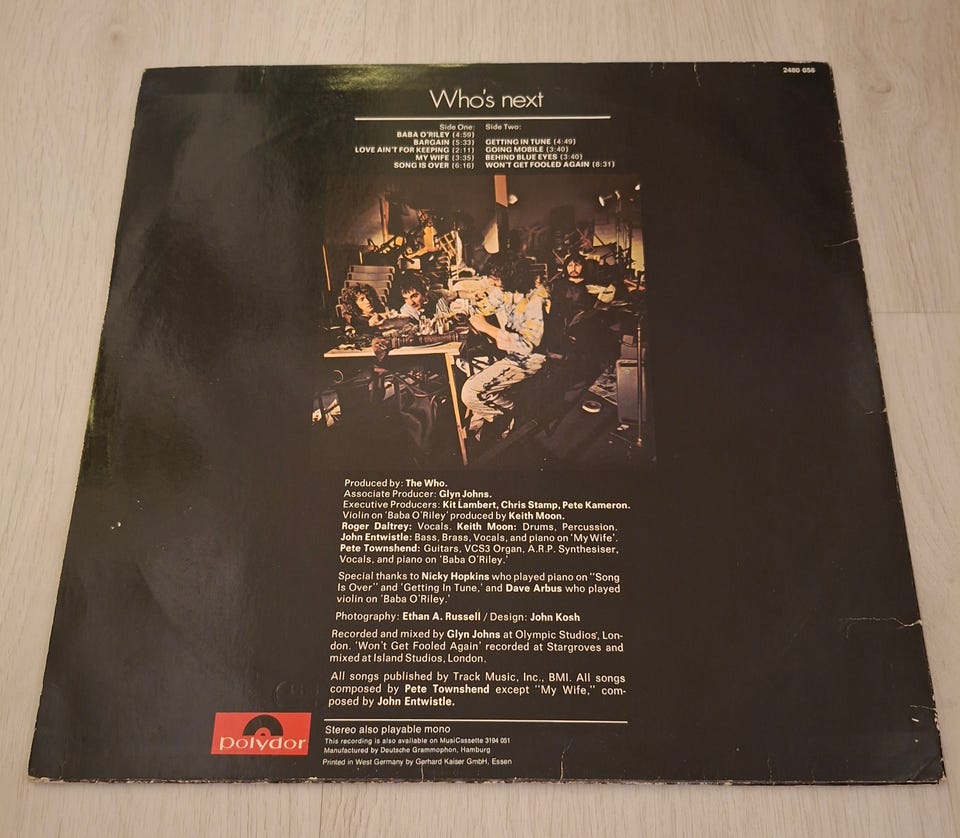 2480 056
Who's next
Side One:
BABA O'RILEY (4:59)
BARGAIN (5:33)
LOVE AIN'T FOR KEEPING (2:11)
MY WIFE (3:35)
SONG IS OVER (6:16)
Side Two:
GETTING IN TUNE (4:49)
GOING MOBILE (3:40)
BEHIND BLUE EYES (3:40)
WON'T GET FOOLED AGAIN (8:31)
Produced by: The Who.
Associate Producer: Glyn Johns.
Executive Producers: Kit Lambert, Chris Stamp, Pete Kameron.
Violin on 'Baba O'Riley' produced by Keith Moon.
Roger Daltrey: Vocals. Keith Moon: Drums, Percussion.
John Entwistle: Bass, Brass, Vocals, and piano on 'My Wife'.
Pete Townshend: Guitars, VCS3 Organ, A.R.P. Synthesiser,
Vocals, and piano on 'Baba O'Riley.'
Special thanks to Nicky Hopkins who played piano on "Song
Is Over" and 'Getting In Tune,' and Dave Arbus who played
violin on 'Baba O'Riley.'
Photography: Ethan A. Russell / Design: John Kosh
Recorded and mixed by Glyn Johns at Olympic Studios, Lon-
don. 'Won't Get Fooled Again' recorded at Stargroves and
mixed at Island Studios, London.
All songs published by Track Music, Inc., BMI. All songs
composed by Pete Townshend except "My Wife," com-
posed by John Entwistle.
polydor
Stereo also playable mono
This recording is also available on MusiCassette 3194 051
Manufactured by Deutsche Grammophon, Hamburg
Printed in West Germany by Gerhard Kaiser GmbH, Essen